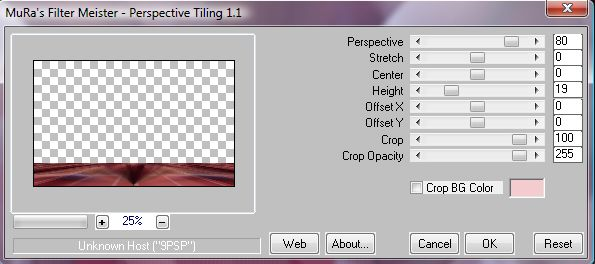 MuRa's Filter Meister - Perspective Tiling 1.1
Perspective 80
Stretch 0
Center 0
Height 19
Offset X 0
Offset Y 0
Crop 100
Crop Opacity 255
Crop BG Color
+ 25% −
Unknown Host ("9PSP")
Web About... Cancel OK Reset